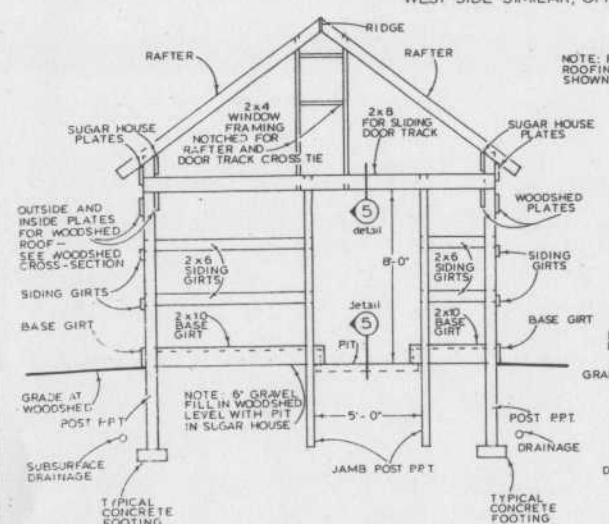 WEST SIDE SIMILAR,
RIDGE
RAFTER
RAFTER
NOTE:
ROOFIN
SHOWN
2x4
WINDOW
FRAMING
NOTCHED FOR
RAFTER AND
DOOR TRACK CROSS TIE
2x8
FOR SLIDING
DOOR TRACK
SUGAR HOUSE
PLATES
SUGAR HOUSE
PLATES
OUTSIDE AND
INSIDE PLATES
FOR WOODSHED
ROOF-
SEE WOODSHED
CROSS-SECTION
WOODSHED
PLATES
5
detail
8'-0"
2x6
SIDING
GIRTS
2x6
SIDING
GIRTS
SIDING GIRTS
SIDING
GIRTS
BASE GIRT
2x10
BASE
GIRT
detail
5
PIT
2x10
BASE
GIRT
BASE GIRT
GRADE AT
WOODSHED
POST P.P.T.
NOTE: 6" GRAVEL
FILL IN WOODSHED
LEVEL WITH PIT
IN SUGAR HOUSE
5'-0"
GRA
POST P.P.T.
DRAINAGE
SUBSURFACE
DRAINAGE
JAMB POST P.P.T.
D
TYPICAL
CONCRETE
FOOTING
TYPICAL
CONCRETE
FOOTING